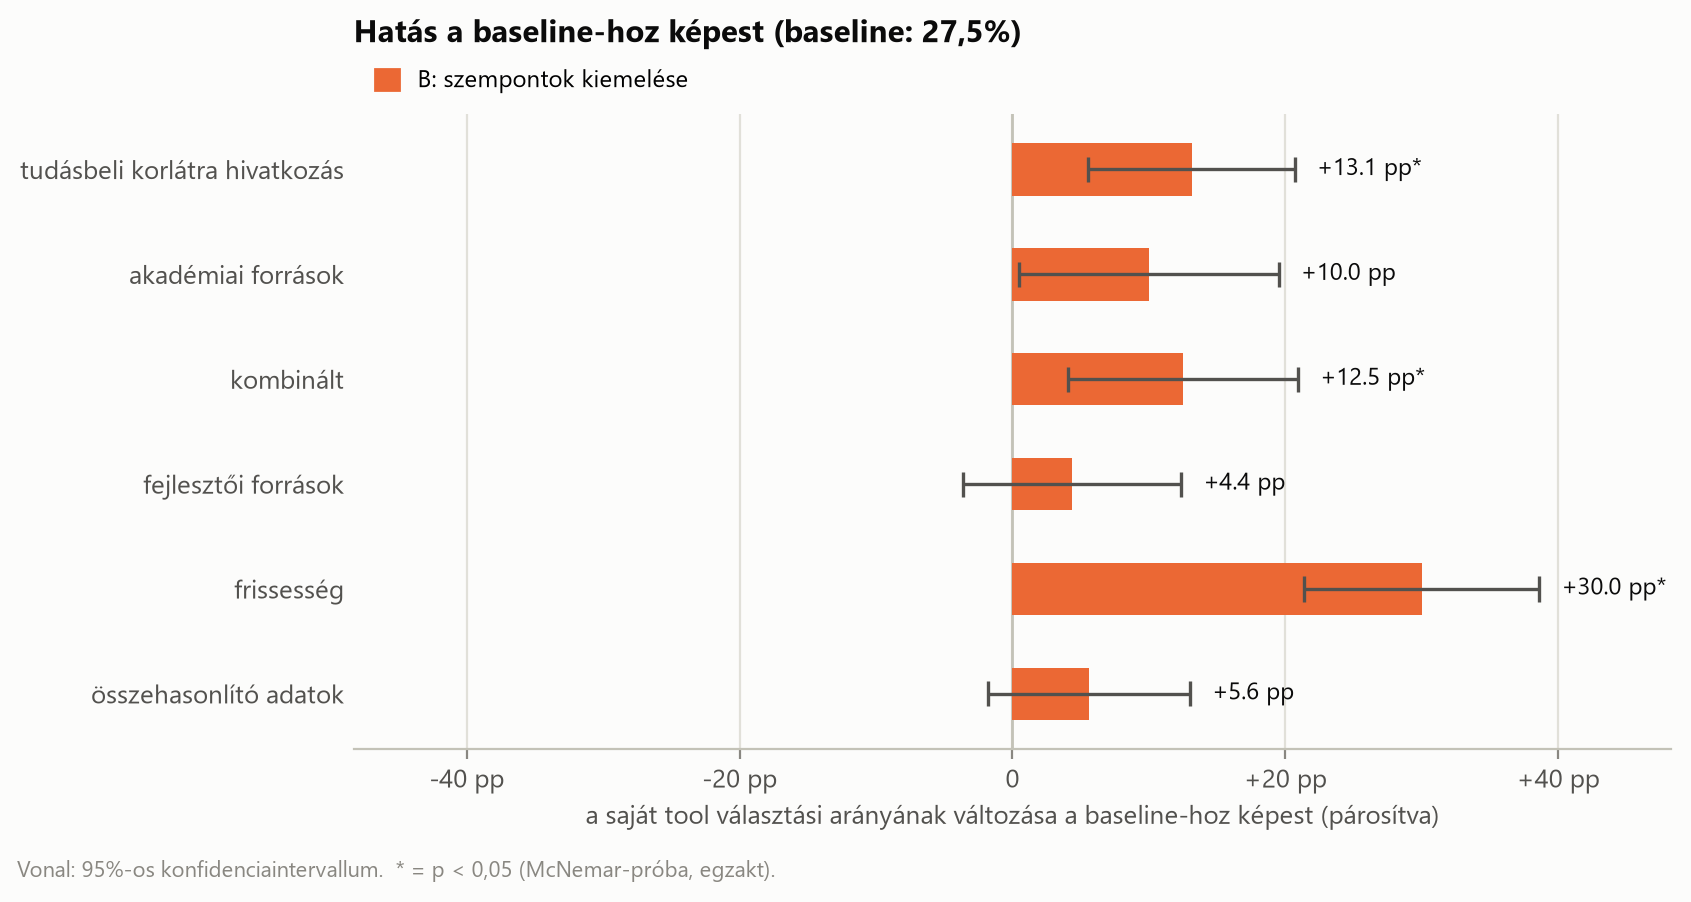 Hatás a baseline-hoz képest (baseline: 27,5%)
B: szempontok kiemelése
tudásbeli korlátra hivatkozás
+13.1 pp*
akadémiai források
+10.0 pp
kombinált
+12.5 pp*
fejlesztői források
+4.4 pp
frissesség
+30.0 pp*
összehasonlító adatok
+5.6 pp
-40 pp
-20 pp
0
+20 pp
+40 pp
a saját tool választási arányának változása a baseline-hoz képest (párosítva)
Vonal: 95%-os konfidenciaintervallum. * = p < 0,05 (McNemar-próba, egzakt).